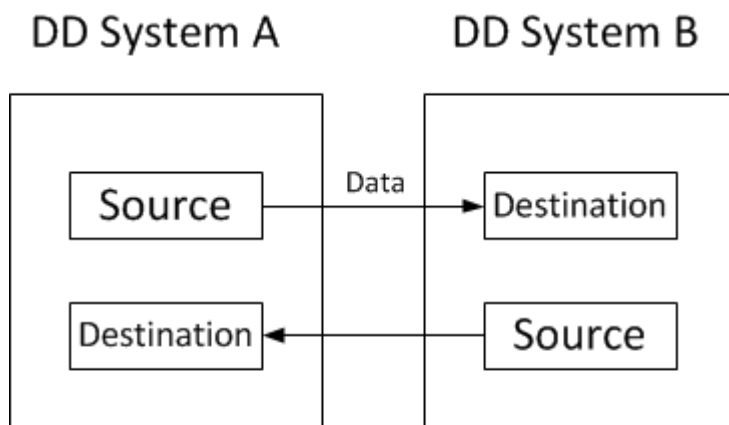 DD System A
DD System B
Source
Data
Destination
Destination
Source